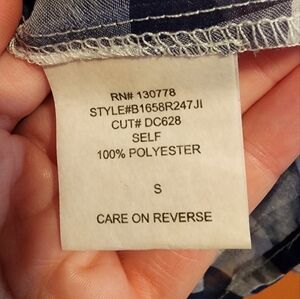 RN# 130778
STYLE#B1658R247JI
CUT# DC628
SELF
100% POLYESTER
S
CARE ON REVERSE